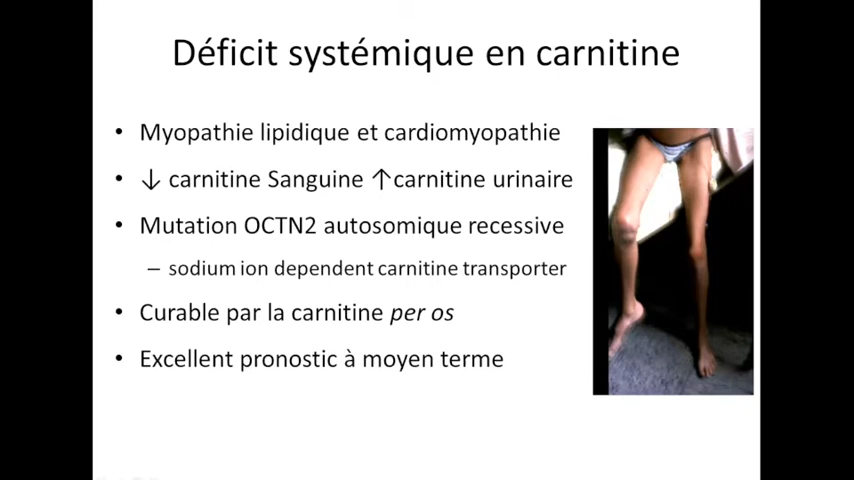 Déficit systémique en carnitine
• Myopathie lipidique et cardiomyopathie
• ↓ carnitine Sanguine ↑carnitine urinaire
• Mutation OCTN2 autosomique recessive
– sodium ion dependent carnitine transporter
• Curable par la carnitine per os
• Excellent pronostic à moyen terme